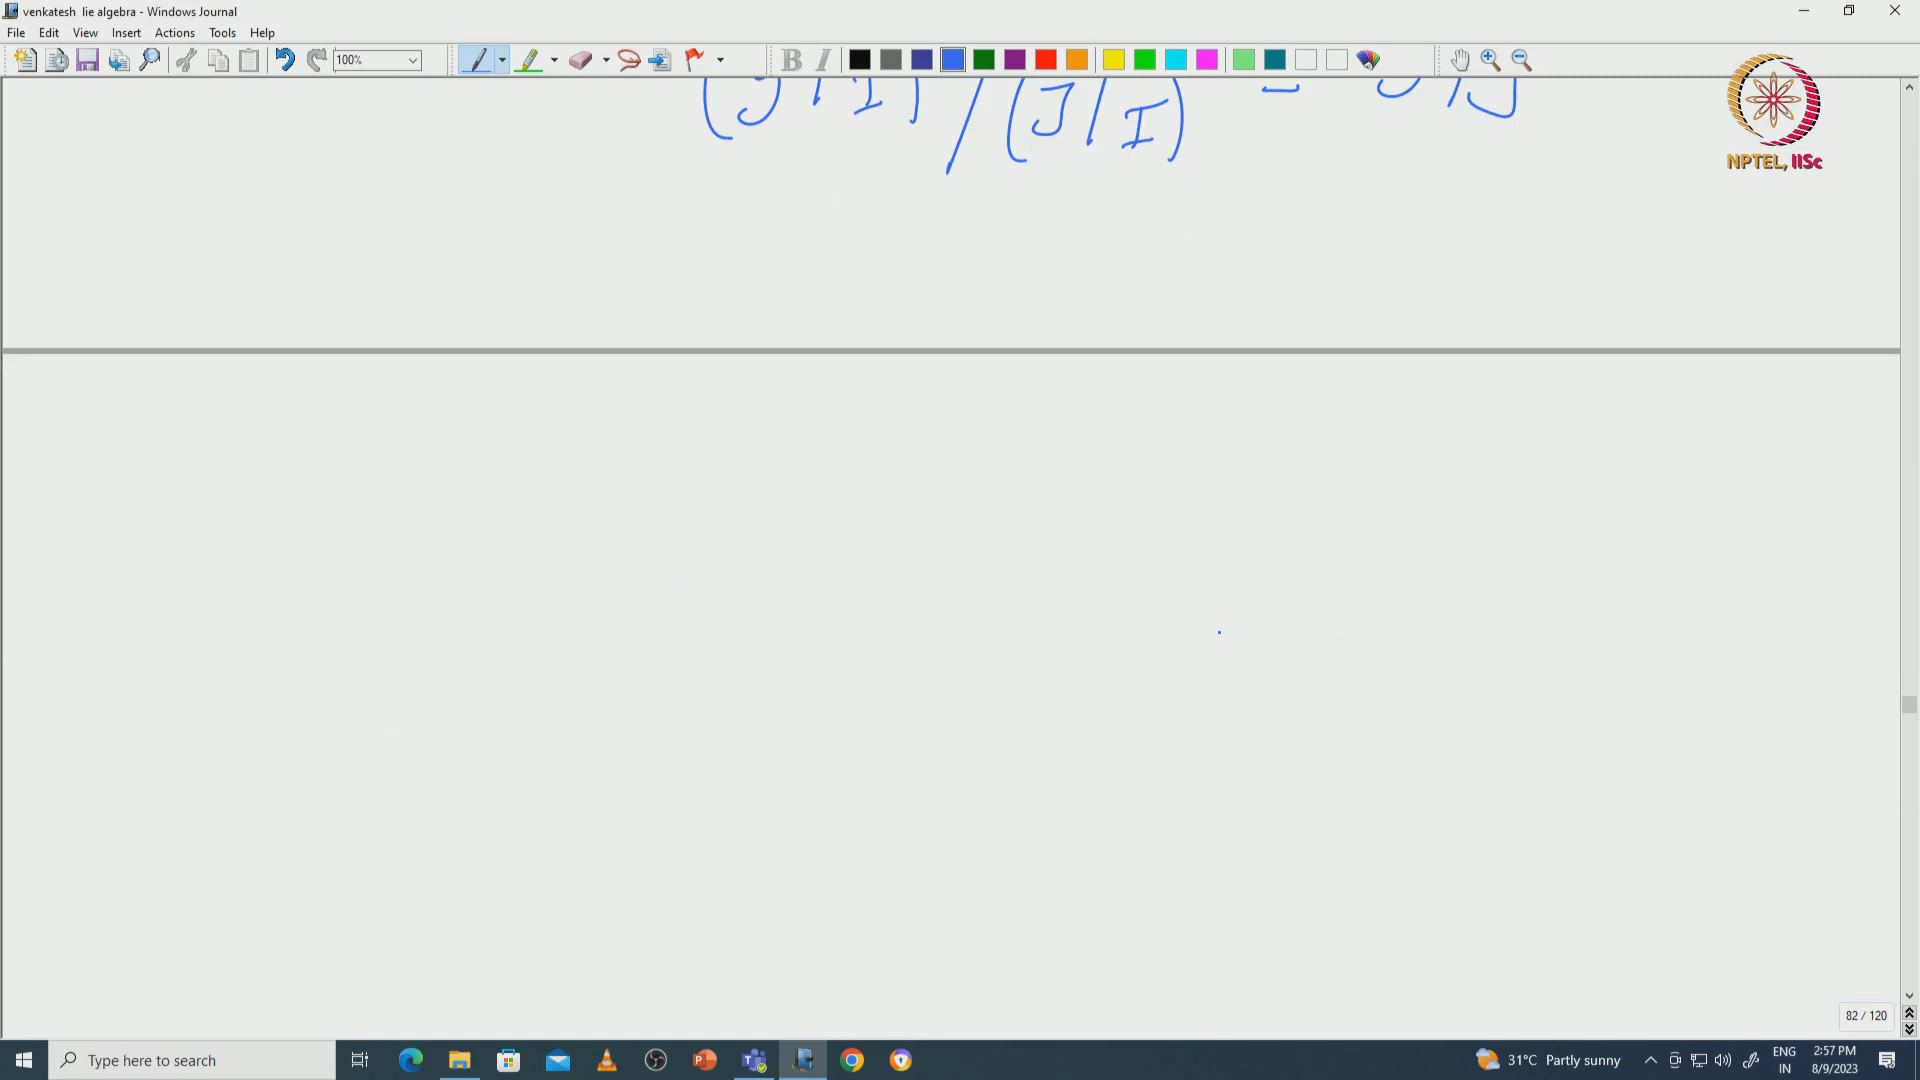 venkatesh lie algebra - Windows Journal
File Edit View Insert Actions Tools Help
100%
B I
NPTEL, IISc
82 / 120
Type here to search
31°C Partly sunny
ENG
IN
2:57 PM
8/9/2023